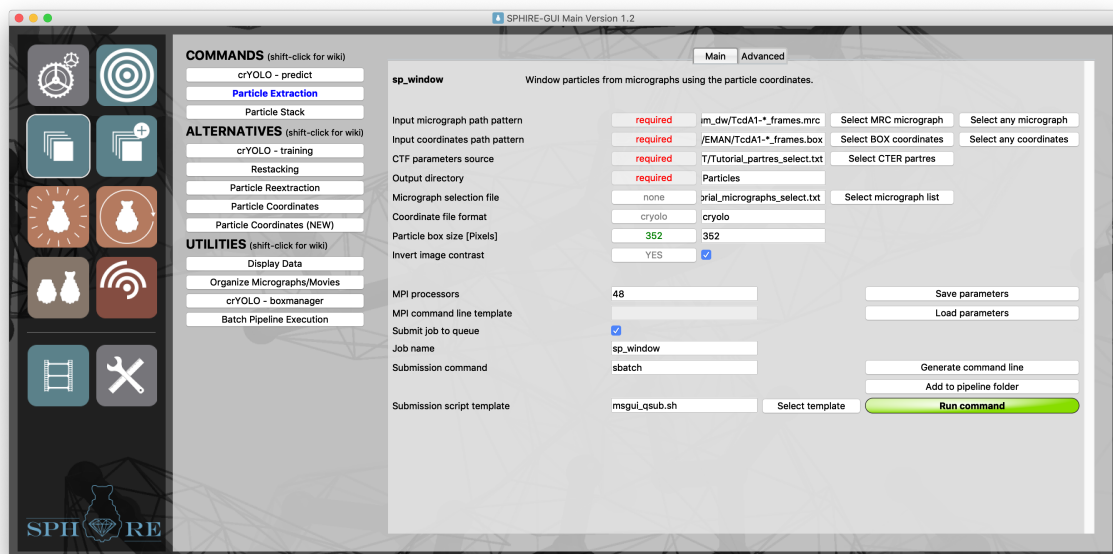 SPHIRE-GUI Main Version 1.2
COMMANDS (shift-click for wiki)
crYOLO - predict
Particle Extraction
Particle Stack
ALTERNATIVES (shift-click for wiki)
crYOLO - training
Restacking
Particle Reextraction
Particle Coordinates
Particle Coordinates (NEW)
UTILITIES (shift-click for wiki)
Display Data
Organize Micrographs/Movies
crYOLO - boxmanager
Batch Pipeline Execution
SPHIRE
Main Advanced
sp_window Window particles from micrographs using the particle coordinates.
Input micrograph path pattern required um_dw/TcdA1-*_frames.mrc Select MRC micrograph Select any micrograph
Input coordinates path pattern required /EMAN/TcdA1-*_frames.box Select BOX coordinates Select any coordinates
CTF parameters source required T/Tutorial_partres_select.txt Select CTER partres
Output directory required Particles
Micrograph selection file none orial_micrographs_select.txt Select micrograph list
Coordinate file format cryolo cryolo
Particle box size [Pixels] 352 352
Invert image contrast YES
MPI processors 48 Save parameters
MPI command line template Load parameters
Submit job to queue
Job name sp_window
Submission command sbatch Generate command line
Add to pipeline folder
Submission script template msgui_qsub.sh Select template Run command